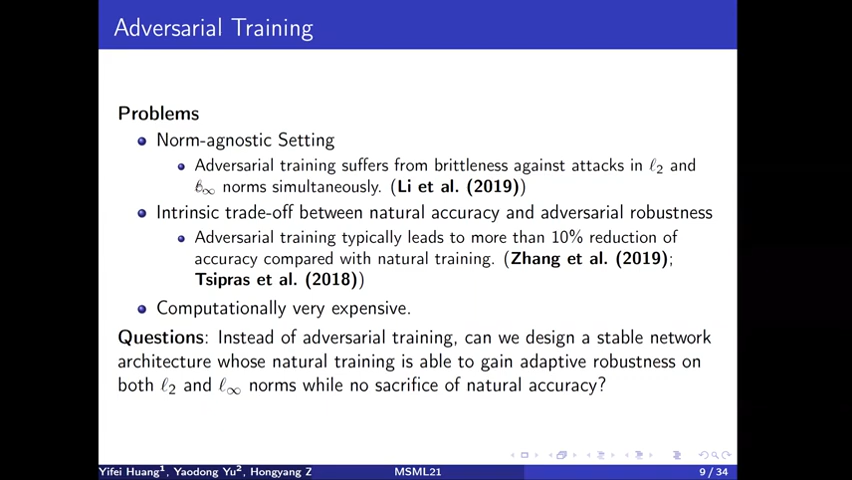 Adversarial Training
Problems
Norm-agnostic Setting
Adversarial training suffers from brittleness against attacks in ℓ₂ and
ℓ∞ norms simultaneously. (Li et al. (2019))
Intrinsic trade-off between natural accuracy and adversarial robustness
Adversarial training typically leads to more than 10% reduction of
accuracy compared with natural training. (Zhang et al. (2019);
Tsipras et al. (2018))
Computationally very expensive.
Questions: Instead of adversarial training, can we design a stable network
architecture whose natural training is able to gain adaptive robustness on
both ℓ₂ and ℓ∞ norms while no sacrifice of natural accuracy?
Yifei Huang¹, Yaodong Yu², Hongyang Z MSML21 9 / 34